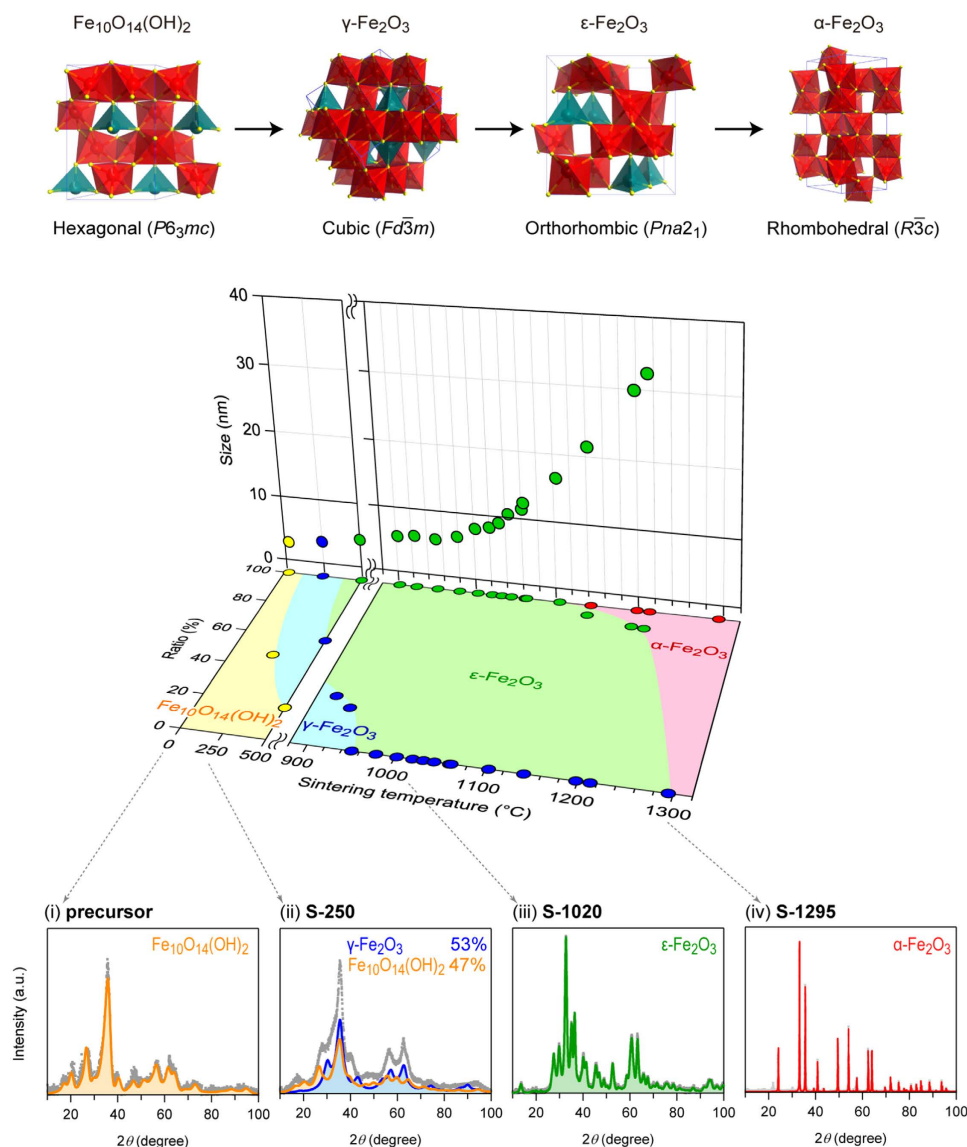 Fe₁₀O₁₄(OH)₂ γ-Fe₂O₃ ε-Fe₂O₃ α-Fe₂O₃
Hexagonal (P6₃mc) Cubic (Fd3̅m) Orthorhombic (Pna2₁) Rhombohedral (R3̅c)
40
30
20
10
0
Size (nm)
100
80
60
40
20
0
Ratio (%)
α-Fe₂O₃
ε-Fe₂O₃
Fe₁₀O₁₄(OH)₂
γ-Fe₂O₃
0 250 500 900 1000 1100 1200 1300
Sintering temperature (°C)
(i) precursor
Fe₁₀O₁₄(OH)₂
Intensity (a.u.)
20 40 60 80 100
2θ (degree)
(ii) S-250
γ-Fe₂O₃ 53%
Fe₁₀O₁₄(OH)₂ 47%
20 40 60 80 100
2θ (degree)
(iii) S-1020
ε-Fe₂O₃
20 40 60 80 100
2θ (degree)
(iv) S-1295
α-Fe₂O₃
20 40 60 80 100
2θ (degree)